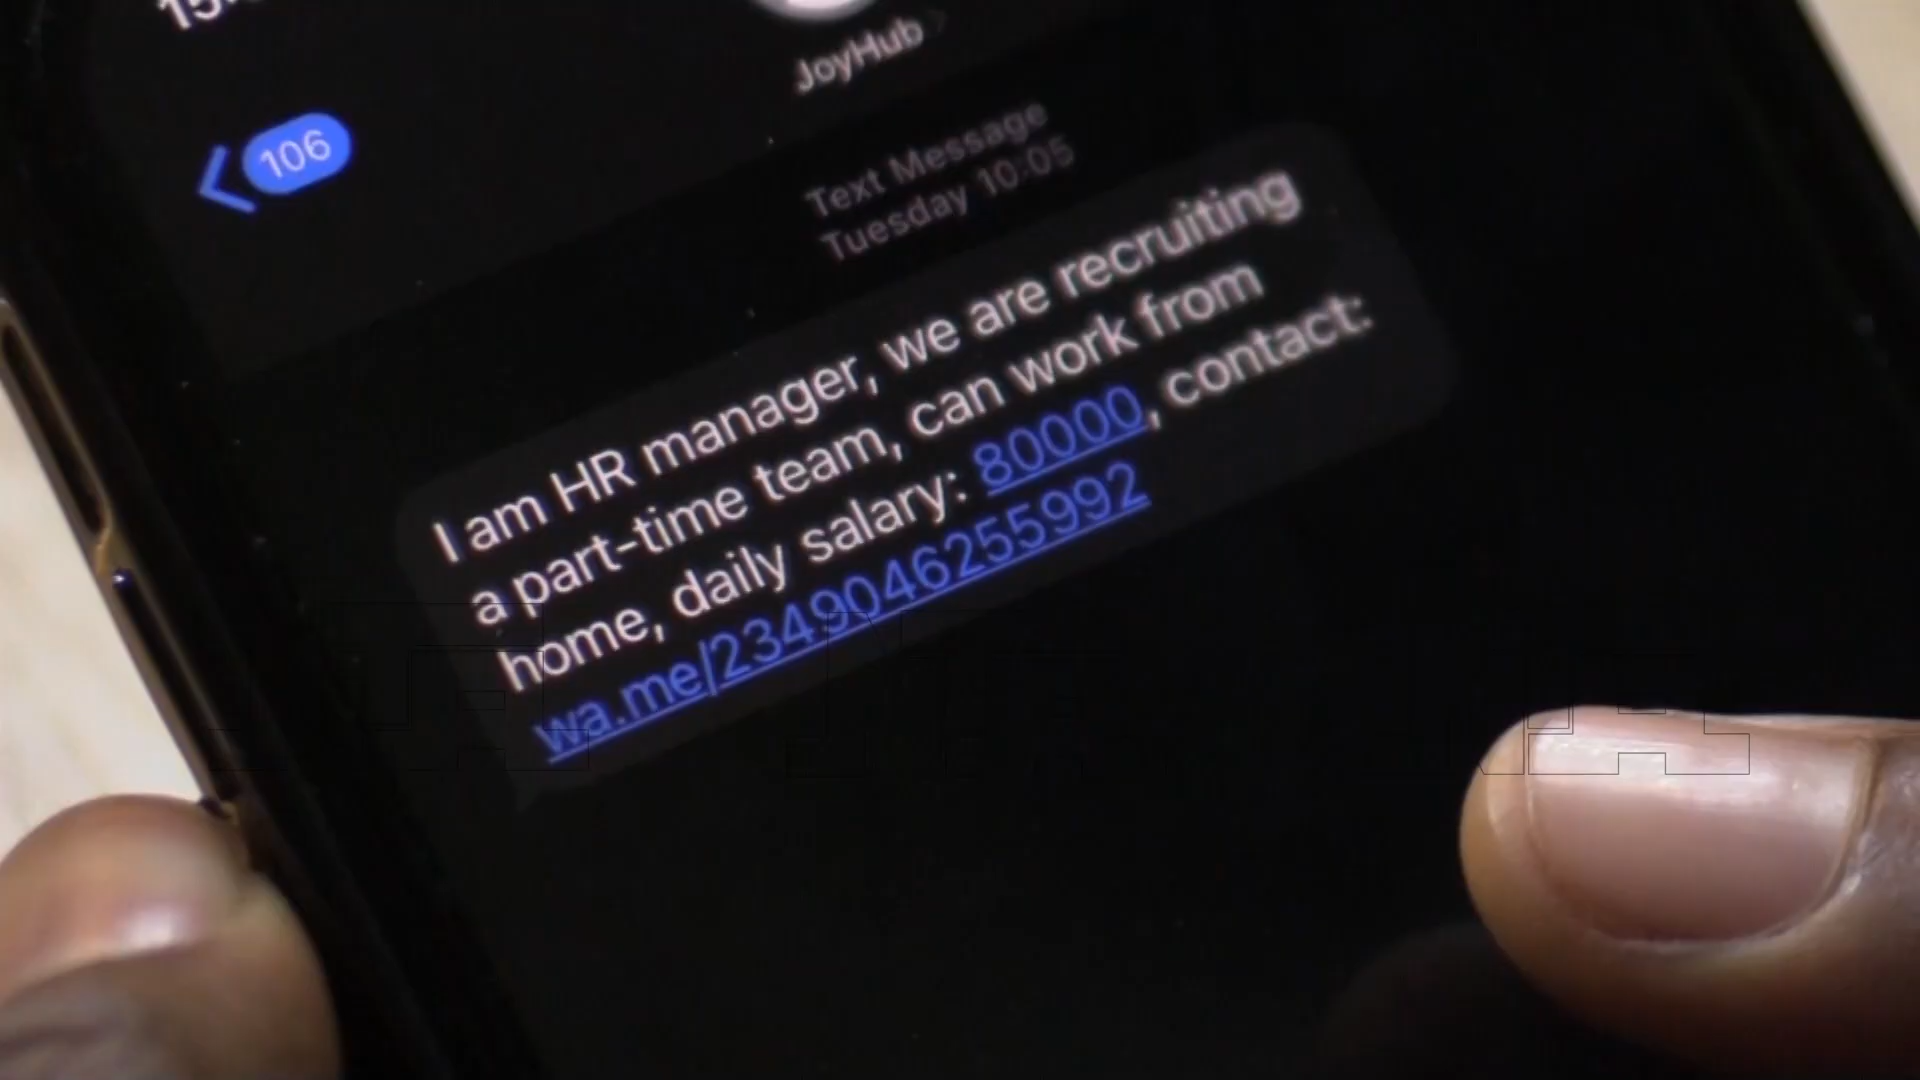 106
JoyHub
Text Message
Tuesday 10:05
I am HR manager, we are recruiting
a part-time team, can work from
home, daily salary: 80000, contact:
wa.me/2349046255992